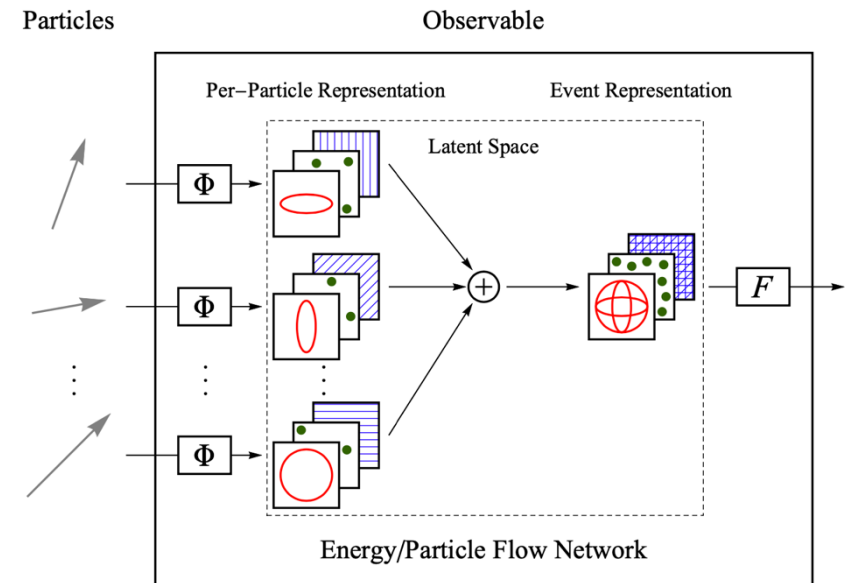 Particles
Observable
Per−Particle Representation
Event Representation
Latent Space
Φ
Φ
Φ
+
F
Energy/Particle Flow Network